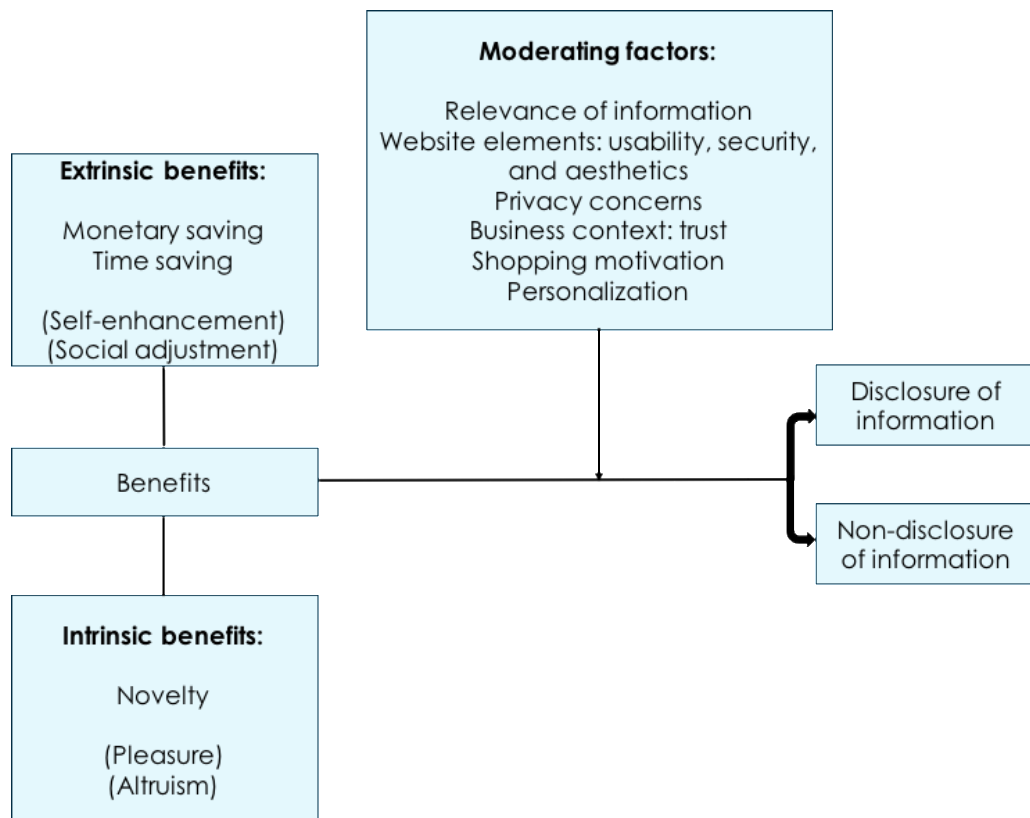 Moderating factors:
Relevance of information
Website elements: usability, security,
and aesthetics
Privacy concerns
Business context: trust
Shopping motivation
Personalization
Extrinsic benefits:
Monetary saving
Time saving
(Self-enhancement)
(Social adjustment)
Benefits
Disclosure of
information
Non-disclosure
of information
Intrinsic benefits:
Novelty
(Pleasure)
(Altruism)